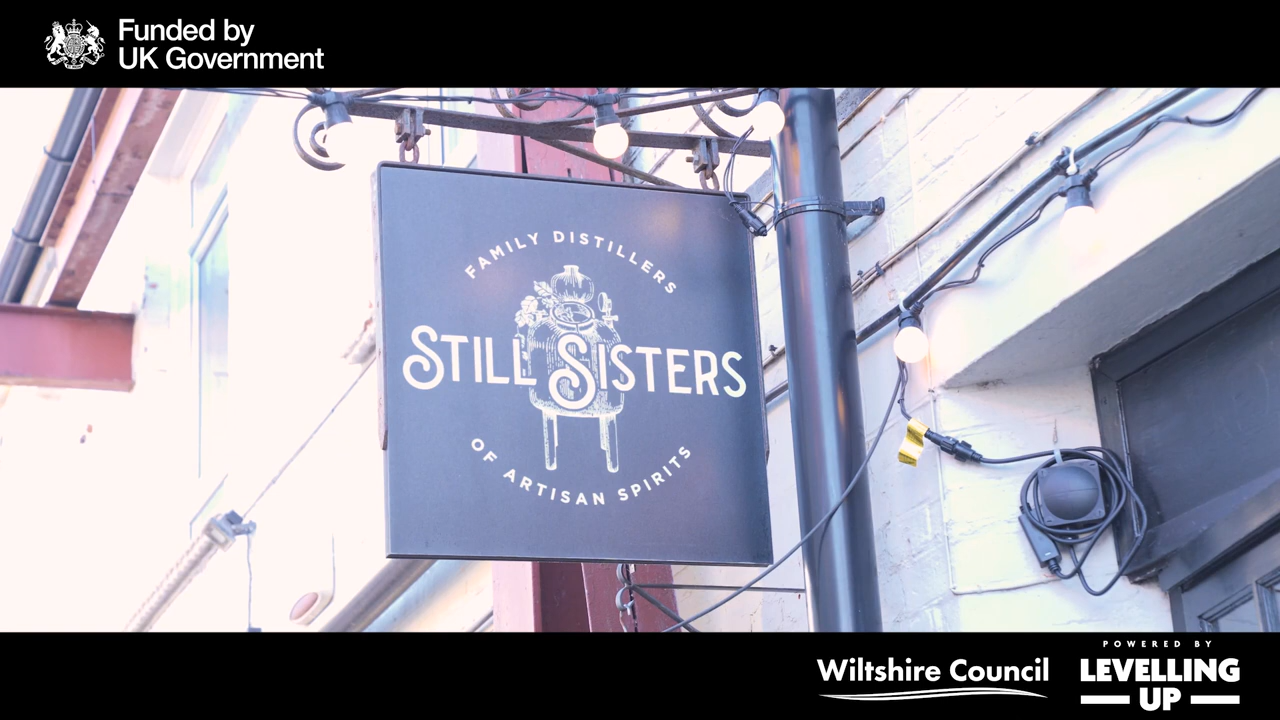 Funded by
UK Government
FAMILY DISTILLERS
STILL SISTERS
OF ARTISAN SPIRITS
Wiltshire Council
POWERED BY
LEVELLING
UP